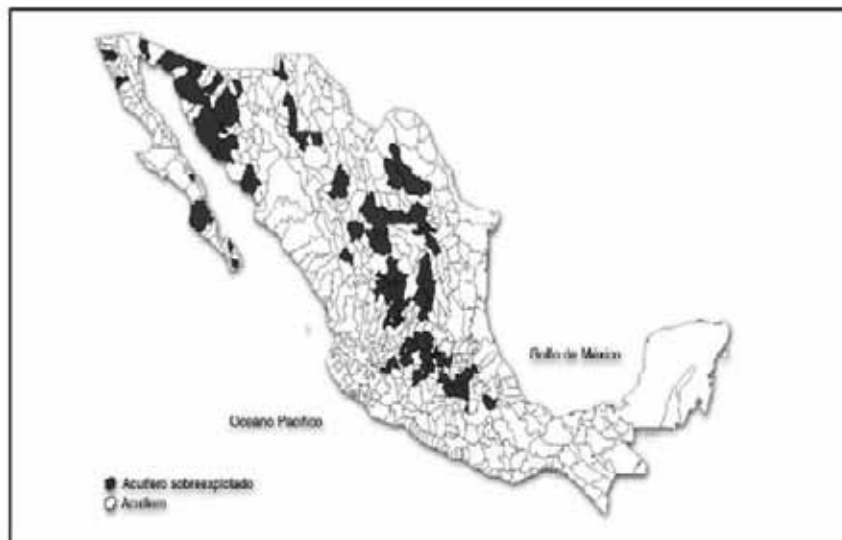 Golfo de México
Océano Pacífico
Acuífero sobreexplotado
Acuífero